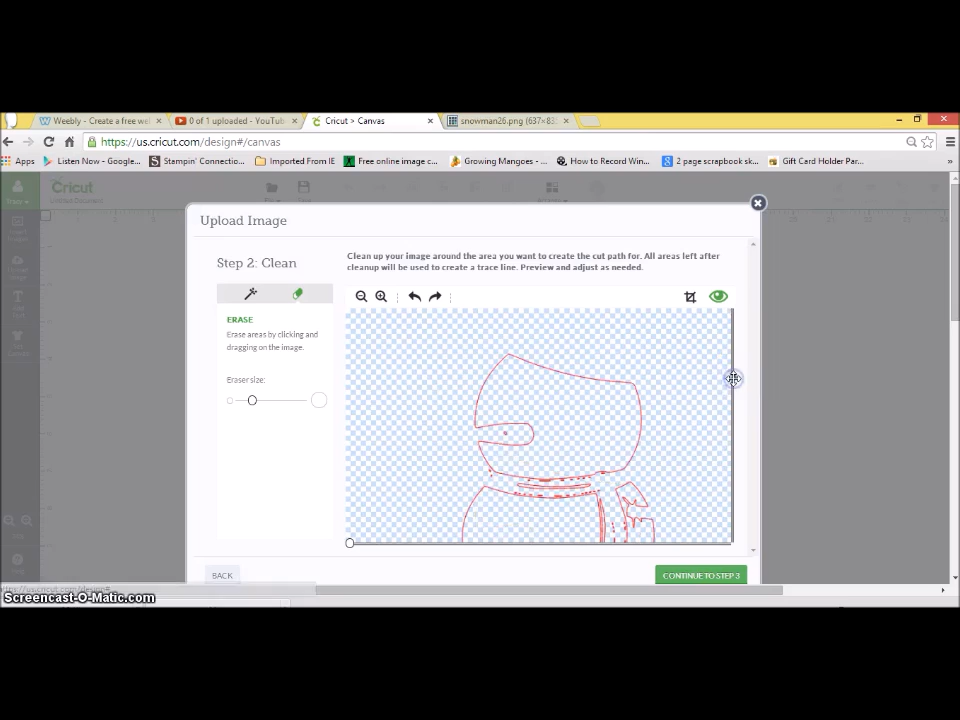 Weebly - Create a free we
0 of 1 uploaded - YouTube
Cricut > Canvas
snowman26.png (637×83
https://us.cricut.com/design#/canvas
Apps
Listen Now - Google...
Stampin' Connectio...
Imported From IE
Free online image c...
Growing Mangoes - ...
How to Record Win...
2 page scrapbook sk...
Gift Card Holder Par...
Cricut
Upload Image
Step 2: Clean
Clean up your image around the area you want to create the cut path for. All areas left after
cleanup will be used to create a trace line. Preview and adjust as needed.
ERASE
Erase areas by clicking and
dragging on the image.
Eraser size:
BACK
CONTINUE TO STEP 3
Screencast-O-Matic.com